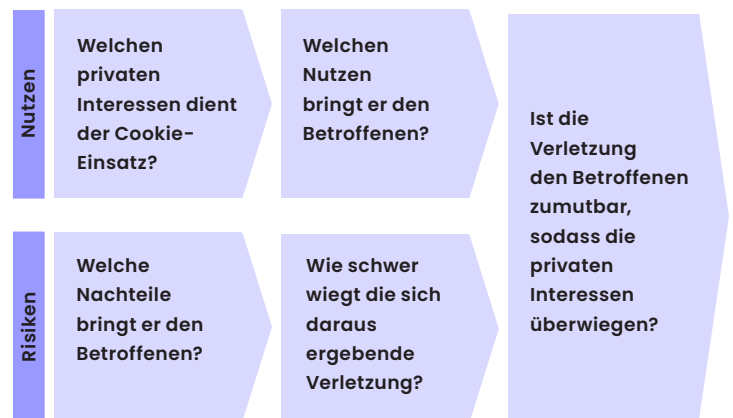 Nutzen
Welchen
privaten
Interessen dient
der Cookie-
Einsatz?
Welchen
Nutzen
bringt er den
Betroffenen?
Risiken
Welche
Nachteile
bringt er den
Betroffenen?
Wie schwer
wiegt die sich
daraus
ergebende
Verletzung?
Ist die
Verletzung
den Betroffenen
zumutbar,
sodass die
privaten
Interessen
überwiegen?